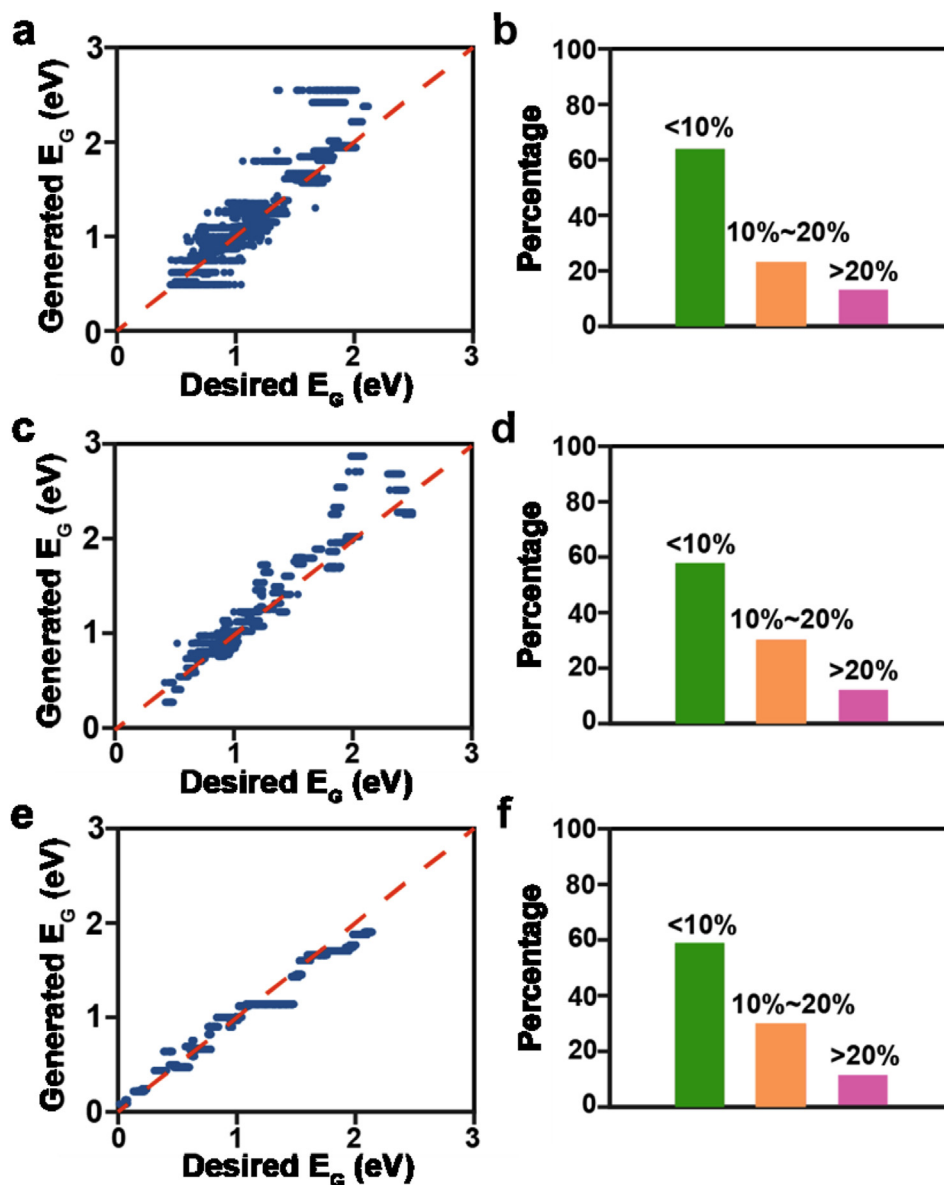 a
b
3
2
1
0
Generated E_G (eV)
0 1 2 3
Desired E_G (eV)
100
80
60
40
20
0
Percentage
<10%
10%~20%
>20%
c
d
3
2
1
0
Generated E_G (eV)
0 1 2 3
Desired E_G (eV)
100
80
60
40
20
0
Percentage
<10%
10%~20%
>20%
e
f
3
2
1
0
Generated E_G (eV)
0 1 2 3
Desired E_G (eV)
100
80
60
40
20
0
Percentage
<10%
10%~20%
>20%